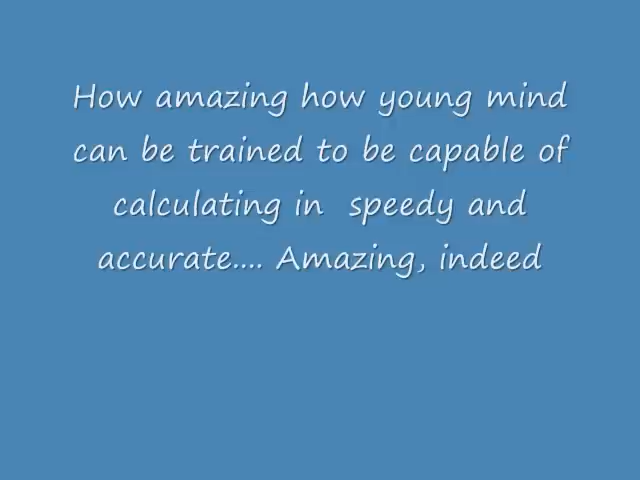 How amazing how young mind
can be trained to be capable of
calculating in  speedy and
accurate.... Amazing, indeed